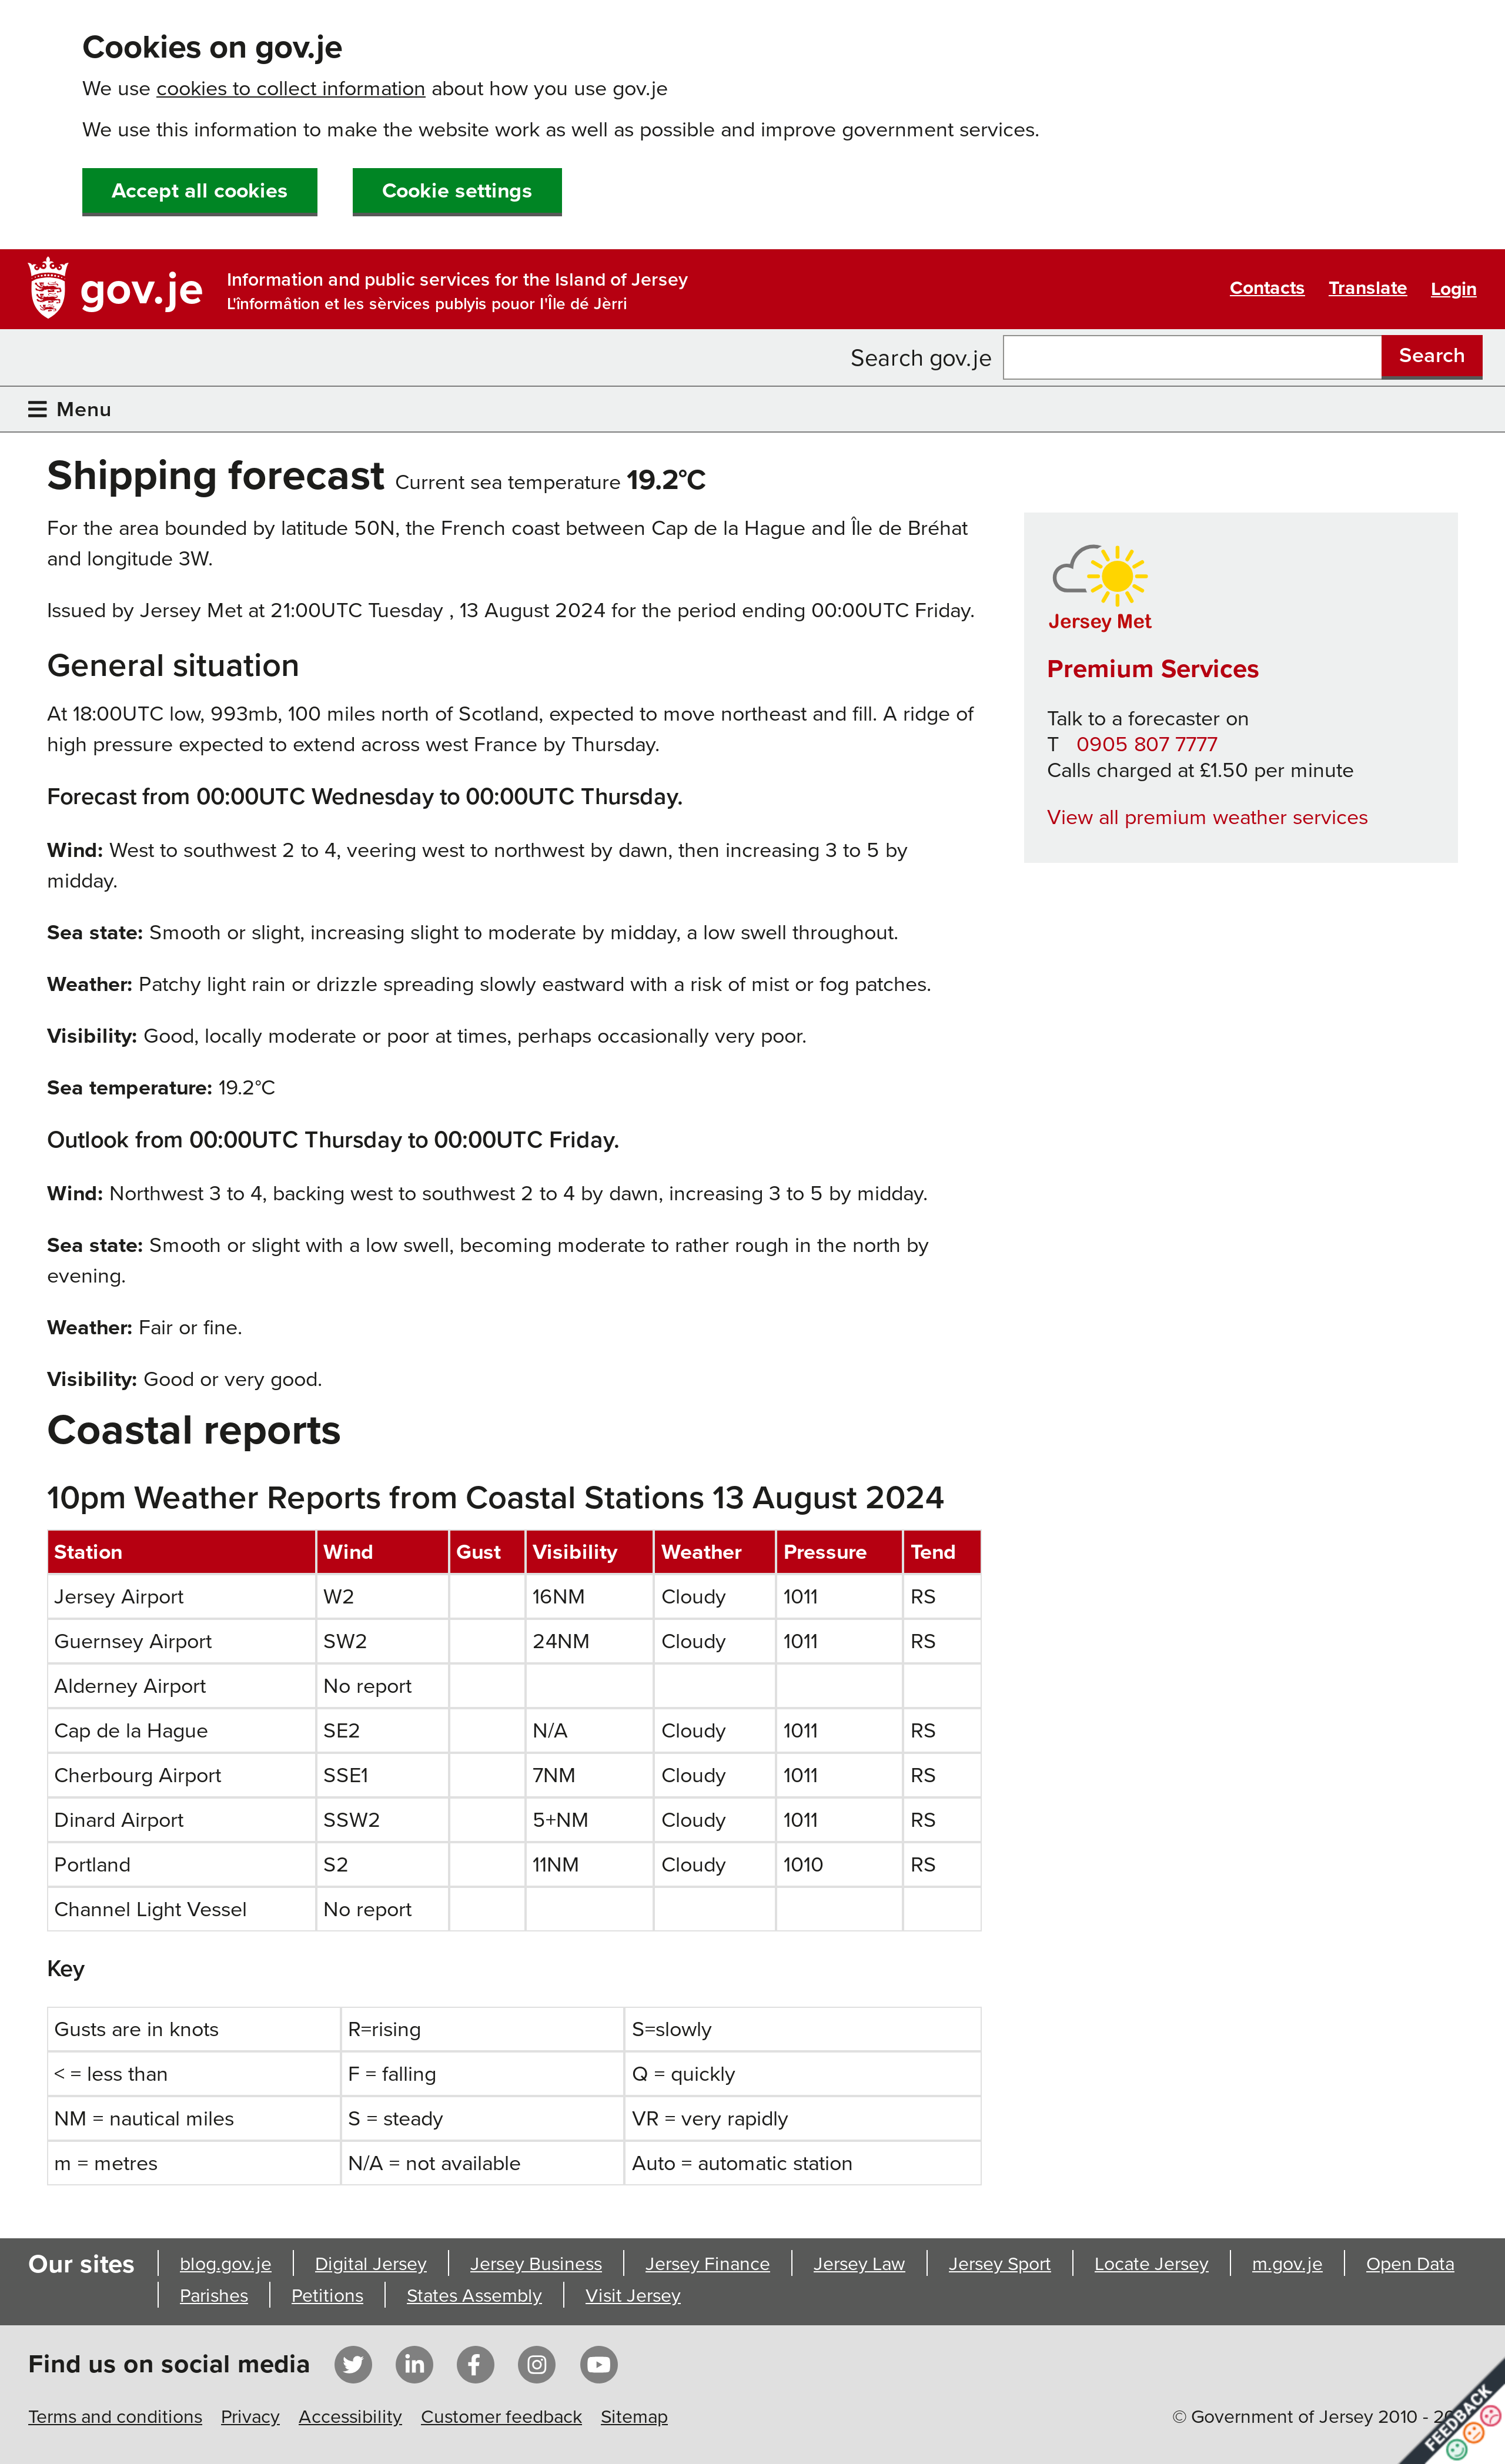 Cookies on gov.je
We use cookies to collect information about how you use gov.je
We use this information to make the website work as well as possible and improve government services.
Accept all cookies
Cookie settings
gov.je
Information and public services for the Island of Jersey
L'înformâtion et les sèrvices publyis pouor I'Île dé Jèrri
Contacts
Translate
Login
Search gov.je
Search
Menu
Shipping forecast Current sea temperature 19.2°C
For the area bounded by latitude 50N, the French coast between Cap de la Hague and Île de Bréhat
and longitude 3W.
Issued by Jersey Met at 21:00UTC Tuesday , 13 August 2024 for the period ending 00:00UTC Friday.
General situation
At 18:00UTC low, 993mb, 100 miles north of Scotland, expected to move northeast and fill. A ridge of
high pressure expected to extend across west France by Thursday.
Forecast from 00:00UTC Wednesday to 00:00UTC Thursday.
Wind: West to southwest 2 to 4, veering west to northwest by dawn, then increasing 3 to 5 by
midday.
Sea state: Smooth or slight, increasing slight to moderate by midday, a low swell throughout.
Weather: Patchy light rain or drizzle spreading slowly eastward with a risk of mist or fog patches.
Visibility: Good, locally moderate or poor at times, perhaps occasionally very poor.
Sea temperature: 19.2°C
Outlook from 00:00UTC Thursday to 00:00UTC Friday.
Wind: Northwest 3 to 4, backing west to southwest 2 to 4 by dawn, increasing 3 to 5 by midday.
Sea state: Smooth or slight with a low swell, becoming moderate to rather rough in the north by
evening.
Weather: Fair or fine.
Visibility: Good or very good.
Jersey Met
Premium Services
Talk to a forecaster on
T 0905 807 7777
Calls charged at £1.50 per minute
View all premium weather services
Coastal reports
10pm Weather Reports from Coastal Stations 13 August 2024
Station Wind Gust Visibility Weather Pressure Tend
Jersey Airport W2 16NM Cloudy 1011 RS
Guernsey Airport SW2 24NM Cloudy 1011 RS
Alderney Airport No report
Cap de la Hague SE2 N/A Cloudy 1011 RS
Cherbourg Airport SSE1 7NM Cloudy 1011 RS
Dinard Airport SSW2 5+NM Cloudy 1011 RS
Portland S2 11NM Cloudy 1010 RS
Channel Light Vessel No report
Key
Gusts are in knots R=rising S=slowly
< = less than F = falling Q = quickly
NM = nautical miles S = steady VR = very rapidly
m = metres N/A = not available Auto = automatic station
Our sites
blog.gov.je Digital Jersey Jersey Business Jersey Finance Jersey Law Jersey Sport Locate Jersey m.gov.je Open Data
Parishes Petitions States Assembly Visit Jersey
Find us on social media
Terms and conditions Privacy Accessibility Customer feedback Sitemap
© Government of Jersey 2010 -
FEEDBACK